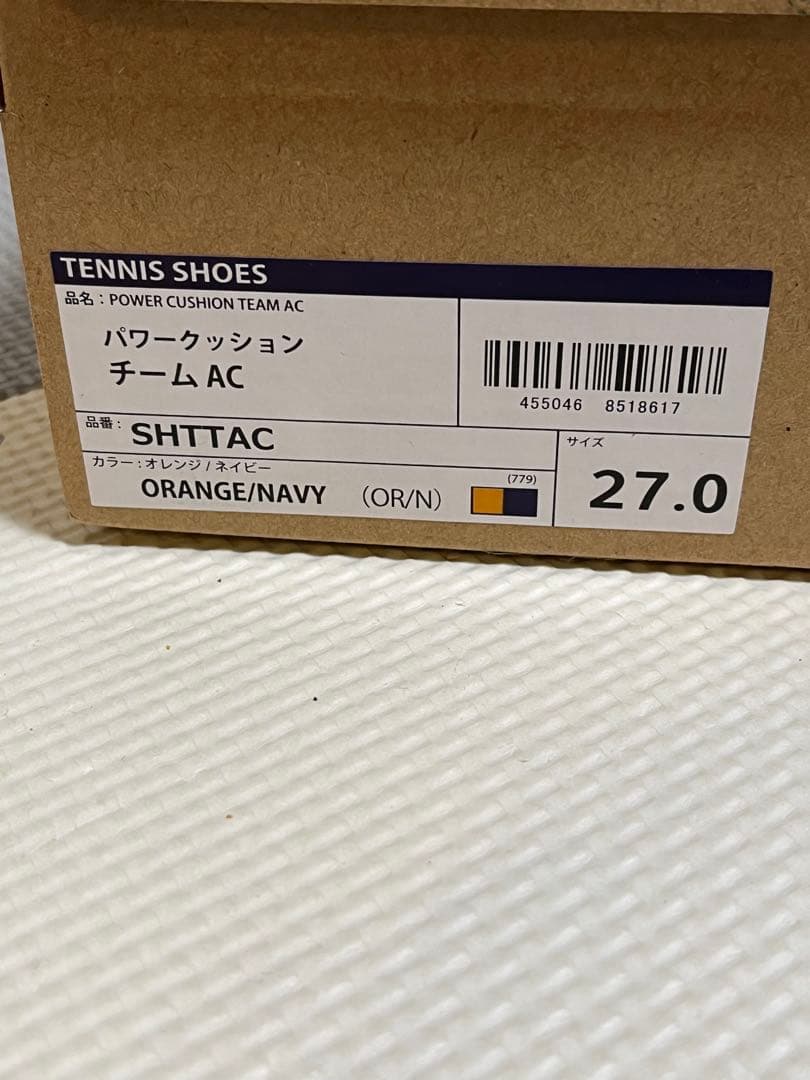 TENNIS SHOES
品名：POWER CUSHION TEAM AC
パワークッション
チーム AC
455046 8518617
品番：
SHTTAC
サイズ
27.0
カラー：オレンジ / ネイビー
ORANGE/NAVY （OR/N）
(779)